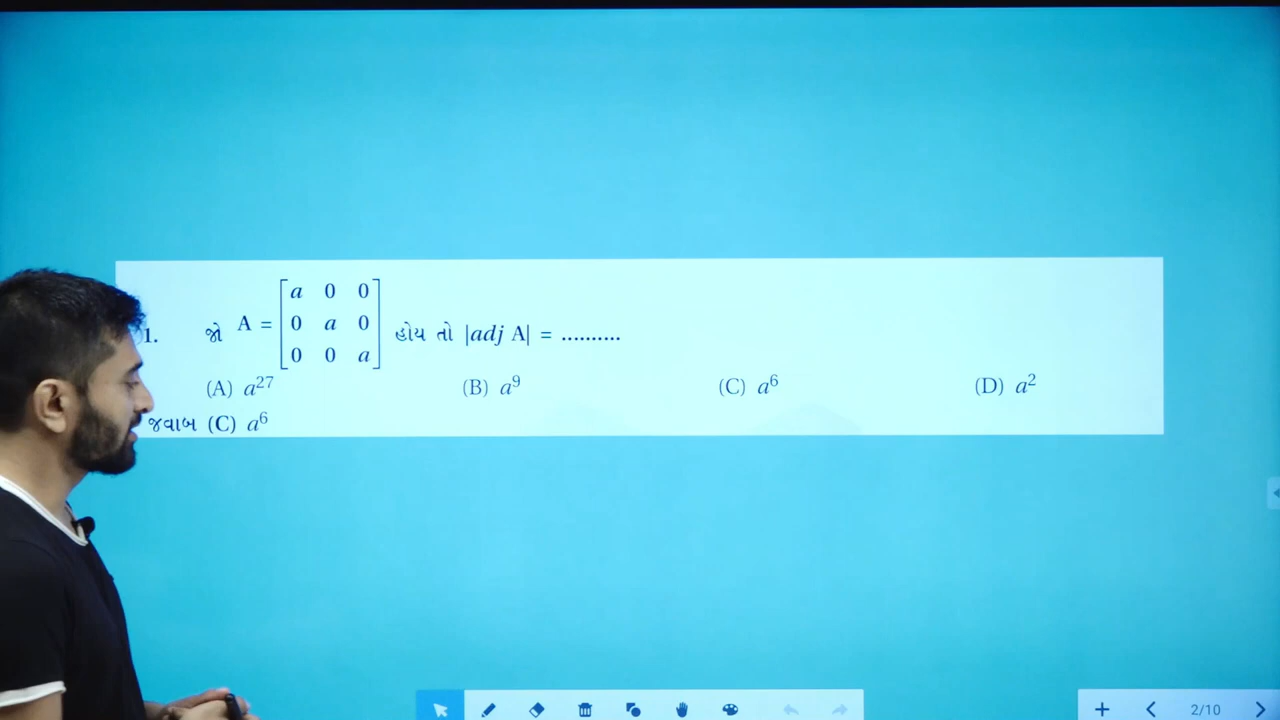 1. જો A = [a 0 0; 0 a 0; 0 0 a] હોય તો |adj A| = ..........
(A) a^27 (B) a^9 (C) a^6 (D) a^2
જવાબ (C) a^6
2/10